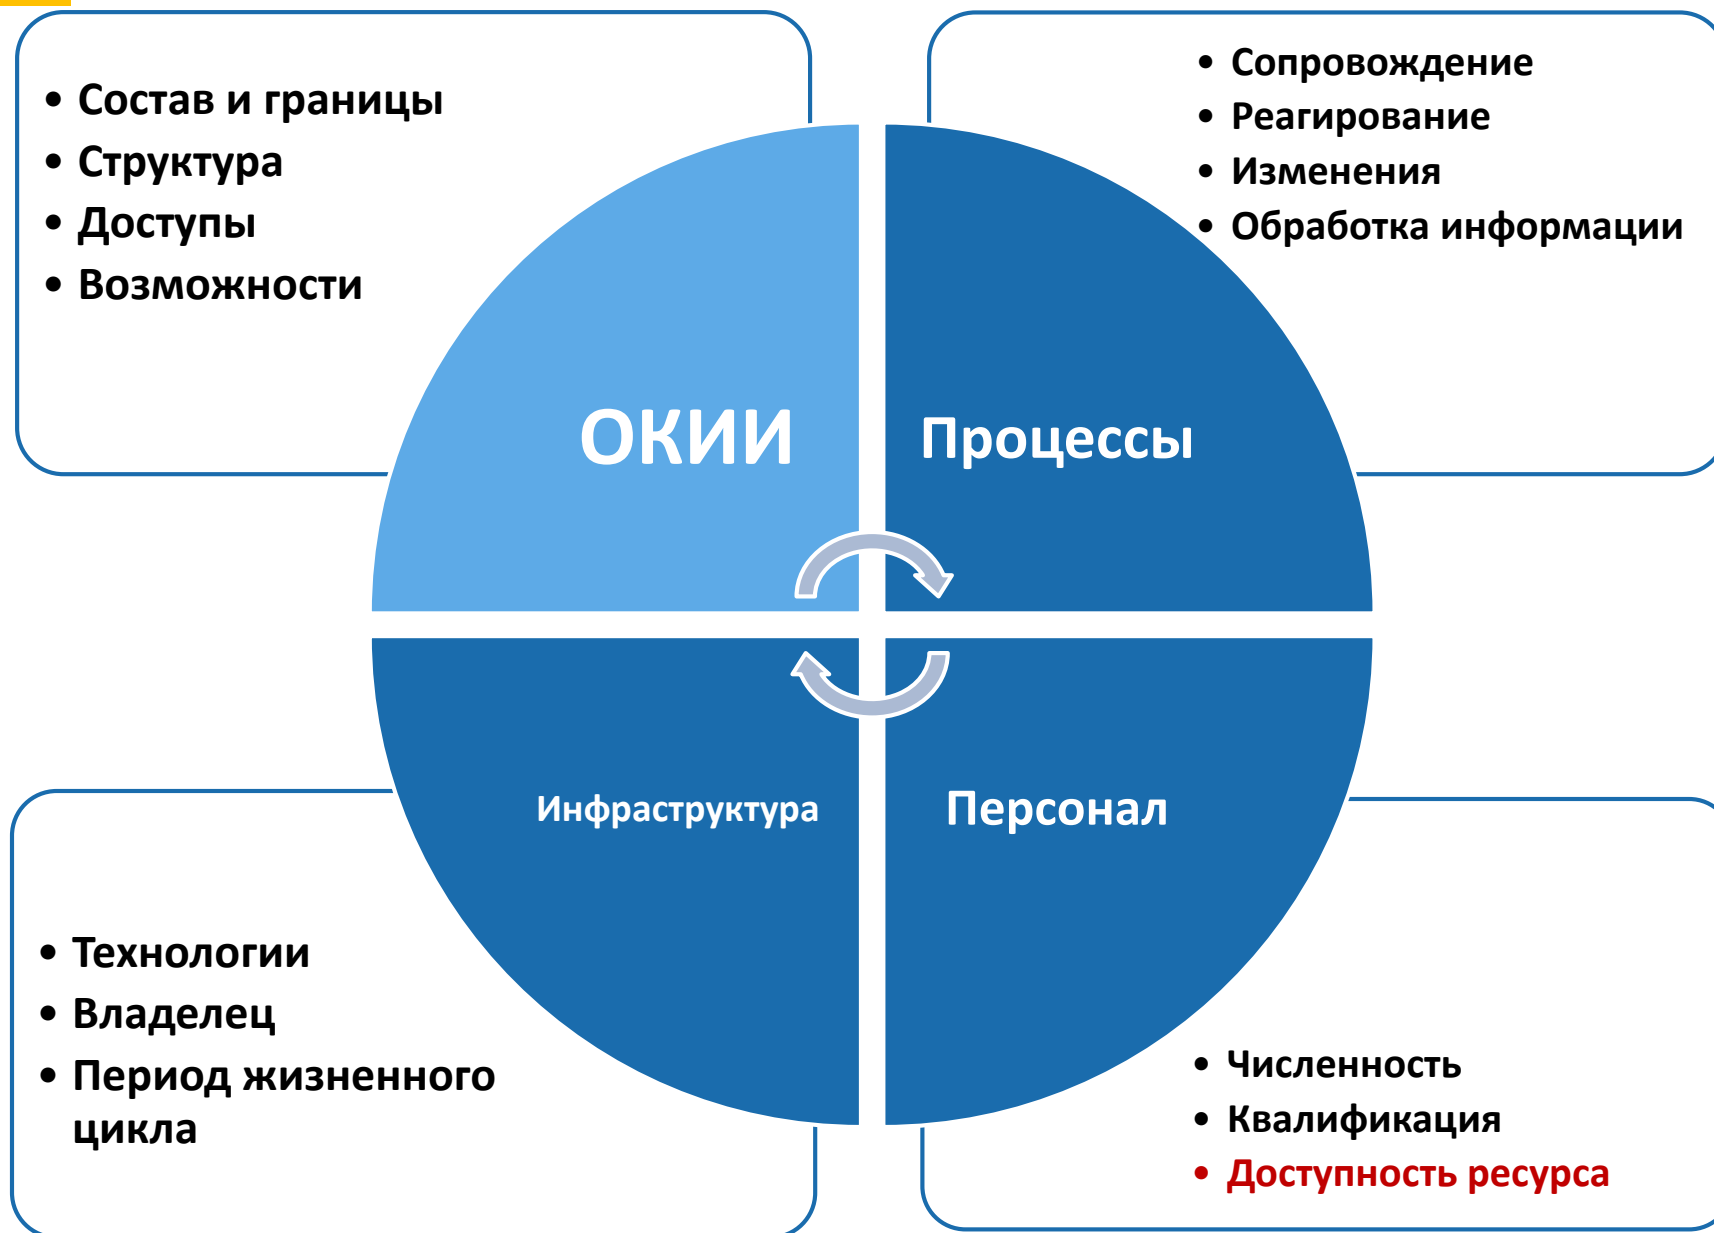 • Состав и границы
• Структура
• Доступы
• Возможности
• Сопровождение
• Реагирование
• Изменения
• Обработка информации
ОКИИ
Процессы
Инфраструктура
Персонал
• Технологии
• Владелец
• Период жизненного
цикла
• Численность
• Квалификация
• Доступность ресурса